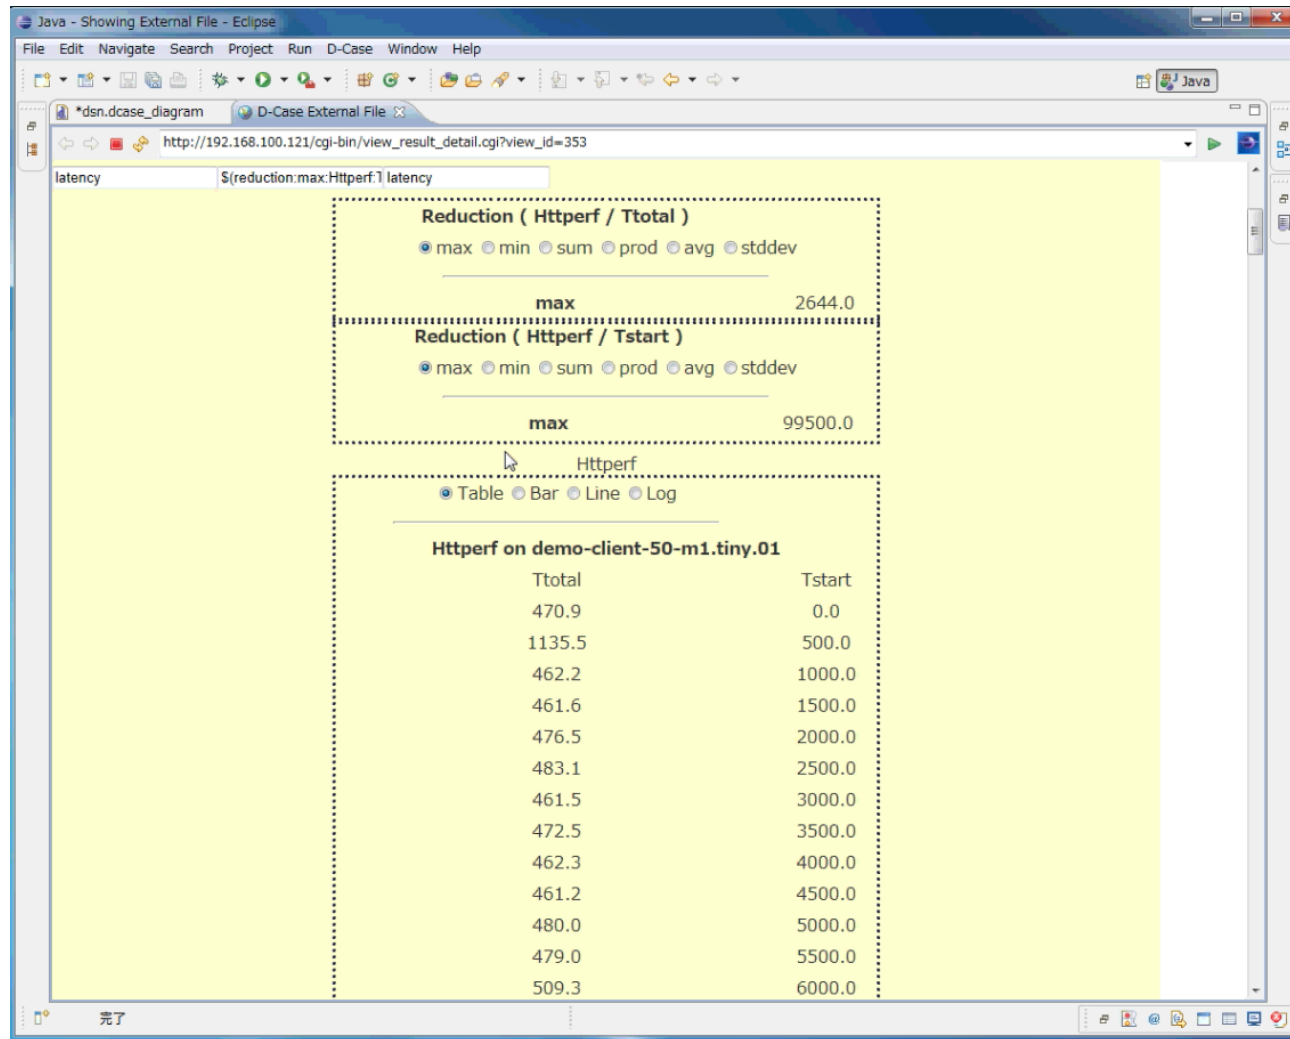 Java - Showing External File - Eclipse
File Edit Navigate Search Project Run D-Case Window Help
Java
*dsn.dcase_diagram D-Case External File
http://192.168.100.121/cgi-bin/view_result_detail.cgi?view_id=353
latency $(reduction:max:Httperf:T latency
Reduction ( Httperf / Ttotal )
max min sum prod avg stddev
max 2644.0
Reduction ( Httperf / Tstart )
max min sum prod avg stddev
max 99500.0
Httperf
Table Bar Line Log
Httperf on demo-client-50-m1.tiny.01
Ttotal Tstart
470.9 0.0
1135.5 500.0
462.2 1000.0
461.6 1500.0
476.5 2000.0
483.1 2500.0
461.5 3000.0
472.5 3500.0
462.3 4000.0
461.2 4500.0
480.0 5000.0
479.0 5500.0
509.3 6000.0
完了